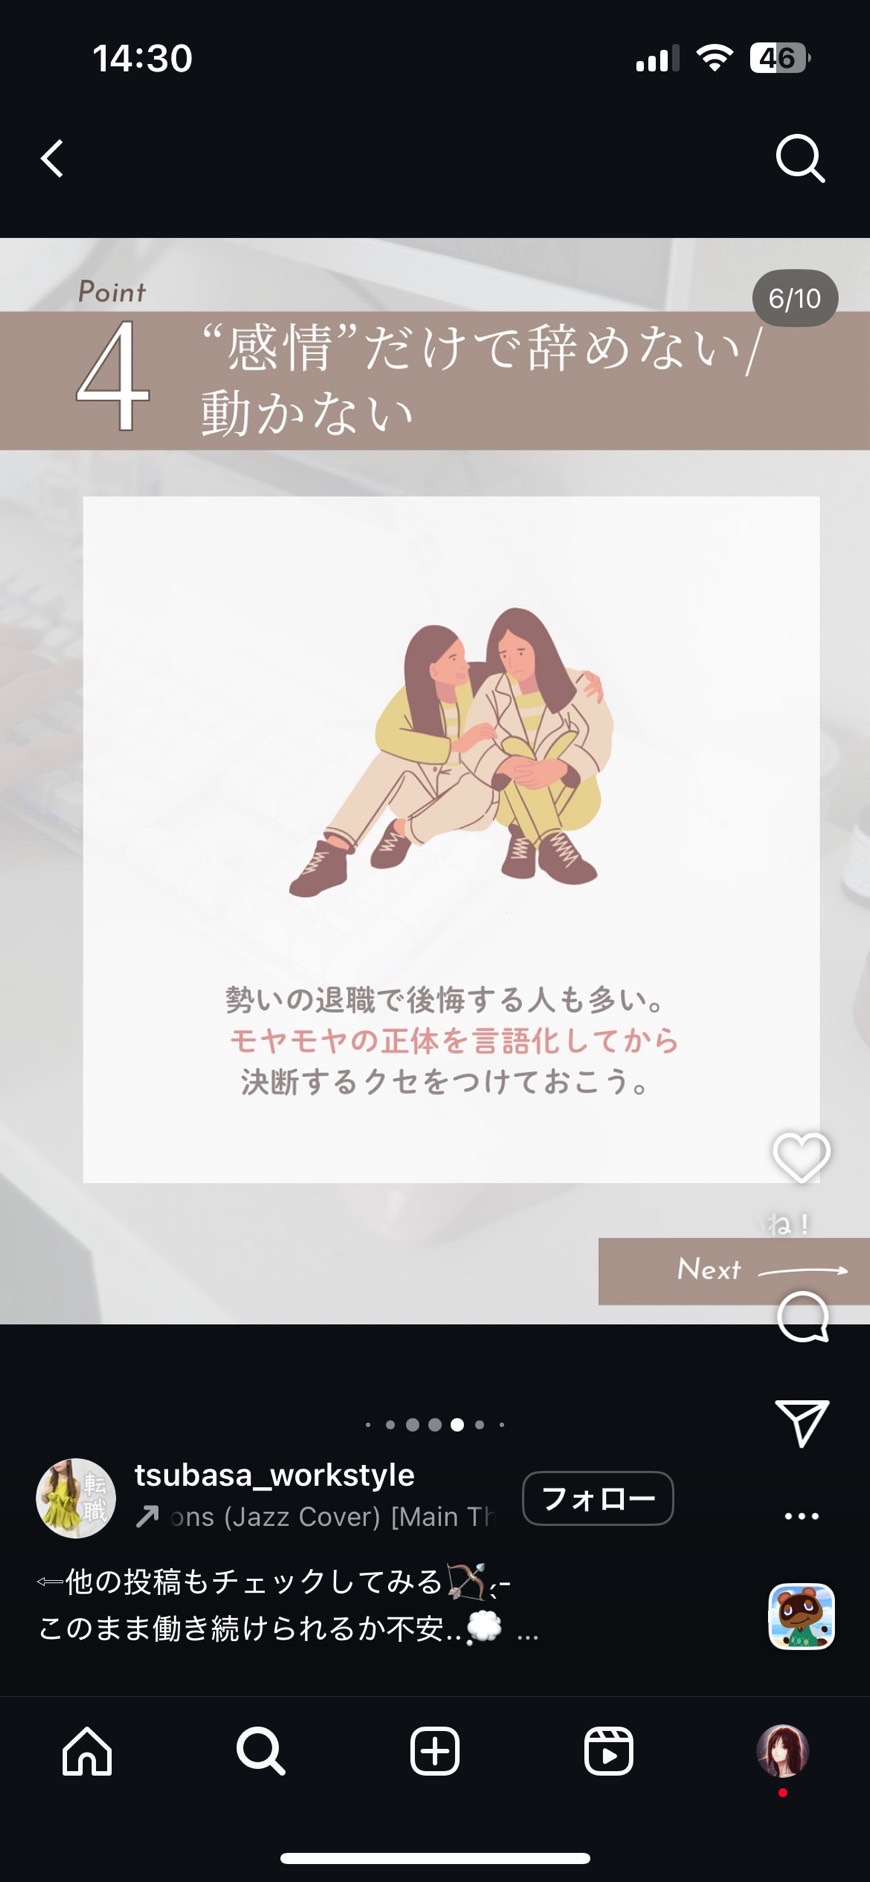 14:30
46
Point
6/10
4
“感情”だけで辞めない/
動かない
勢いの退職で後悔する人も多い。
モヤモヤの正体を言語化してから
決断するクセをつけておこう。
ね！
Next
tsubasa_workstyle
転職
ons (Jazz Cover) [Main Th
フォロー
⇐他の投稿もチェックしてみる🏹 ˎˊ-
このまま働き続けられるか不安..💭 ...